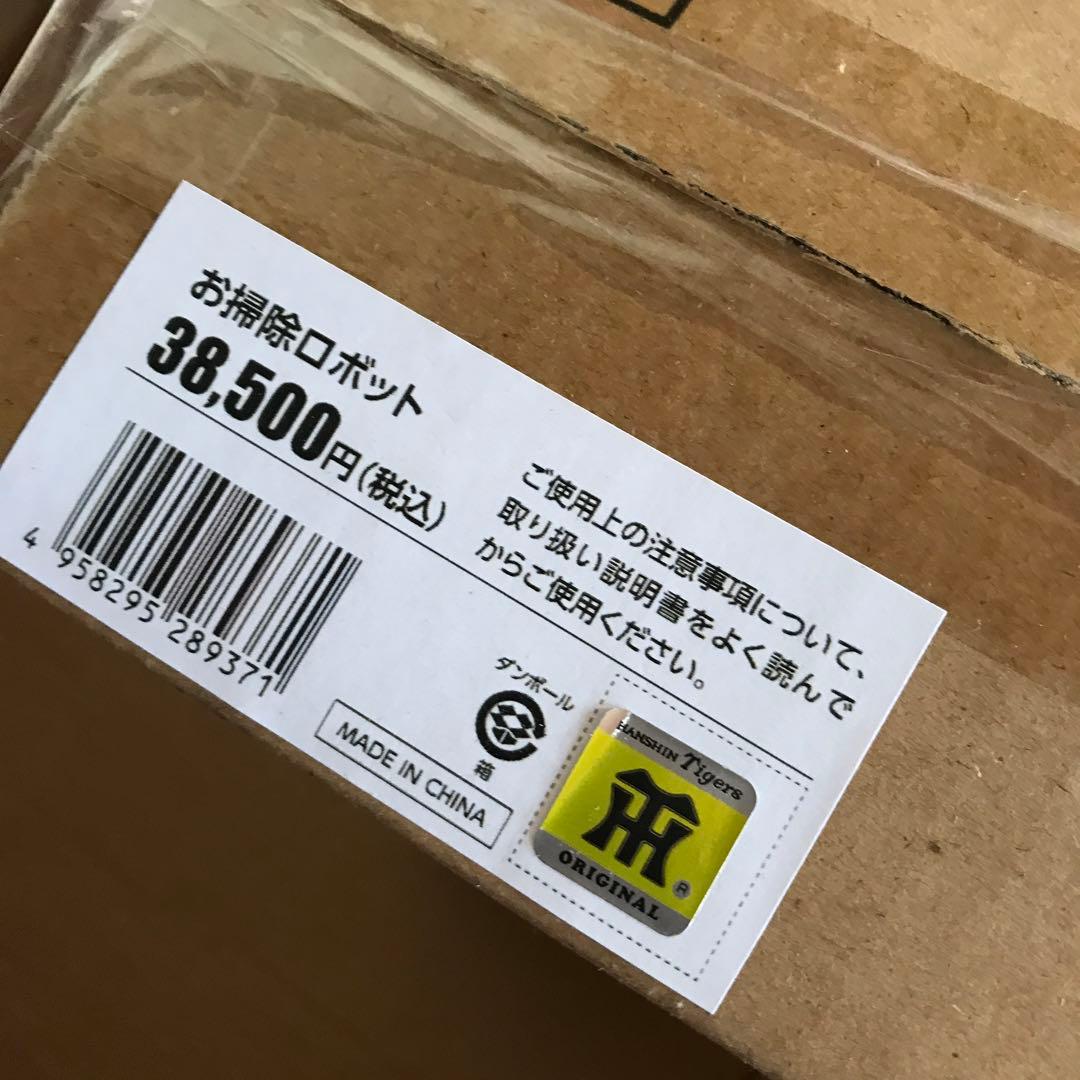 お掃除ロボット
38,500円(税込)
4 958295 289371
ご使用上の注意事項について、
取り扱い説明書をよく読んで
からご使用ください。
MADE IN CHINA
ダンボール
箱
HANSHIN Tigers
HT
ORIGINAL
®